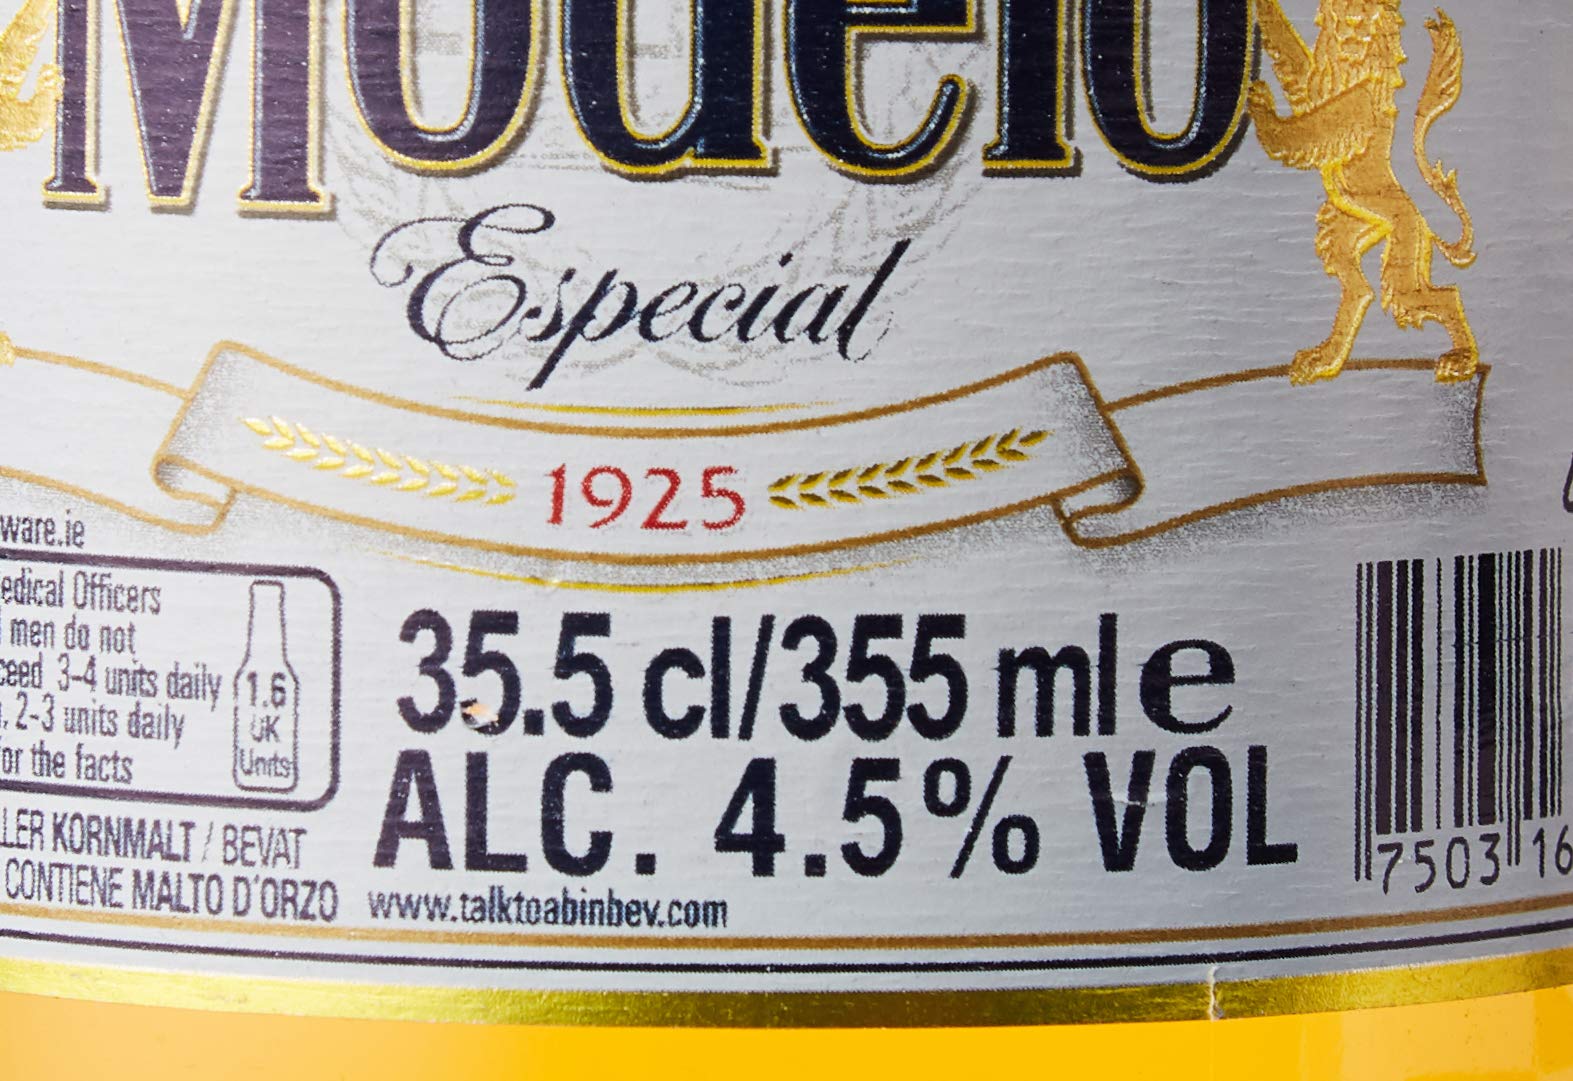 Modelo
Especial
1925
ware.ie
edical Officers
men do not
ceed 3-4 units daily
, 2-3 units daily
or the facts
1.6
UK
Units
35.5 cl/355 ml e
ALC. 4.5% VOL
LLER KORNMALT / BEVAT
CONTIENE MALTO D'ORZO
www.talktoabinbev.com
7503 16